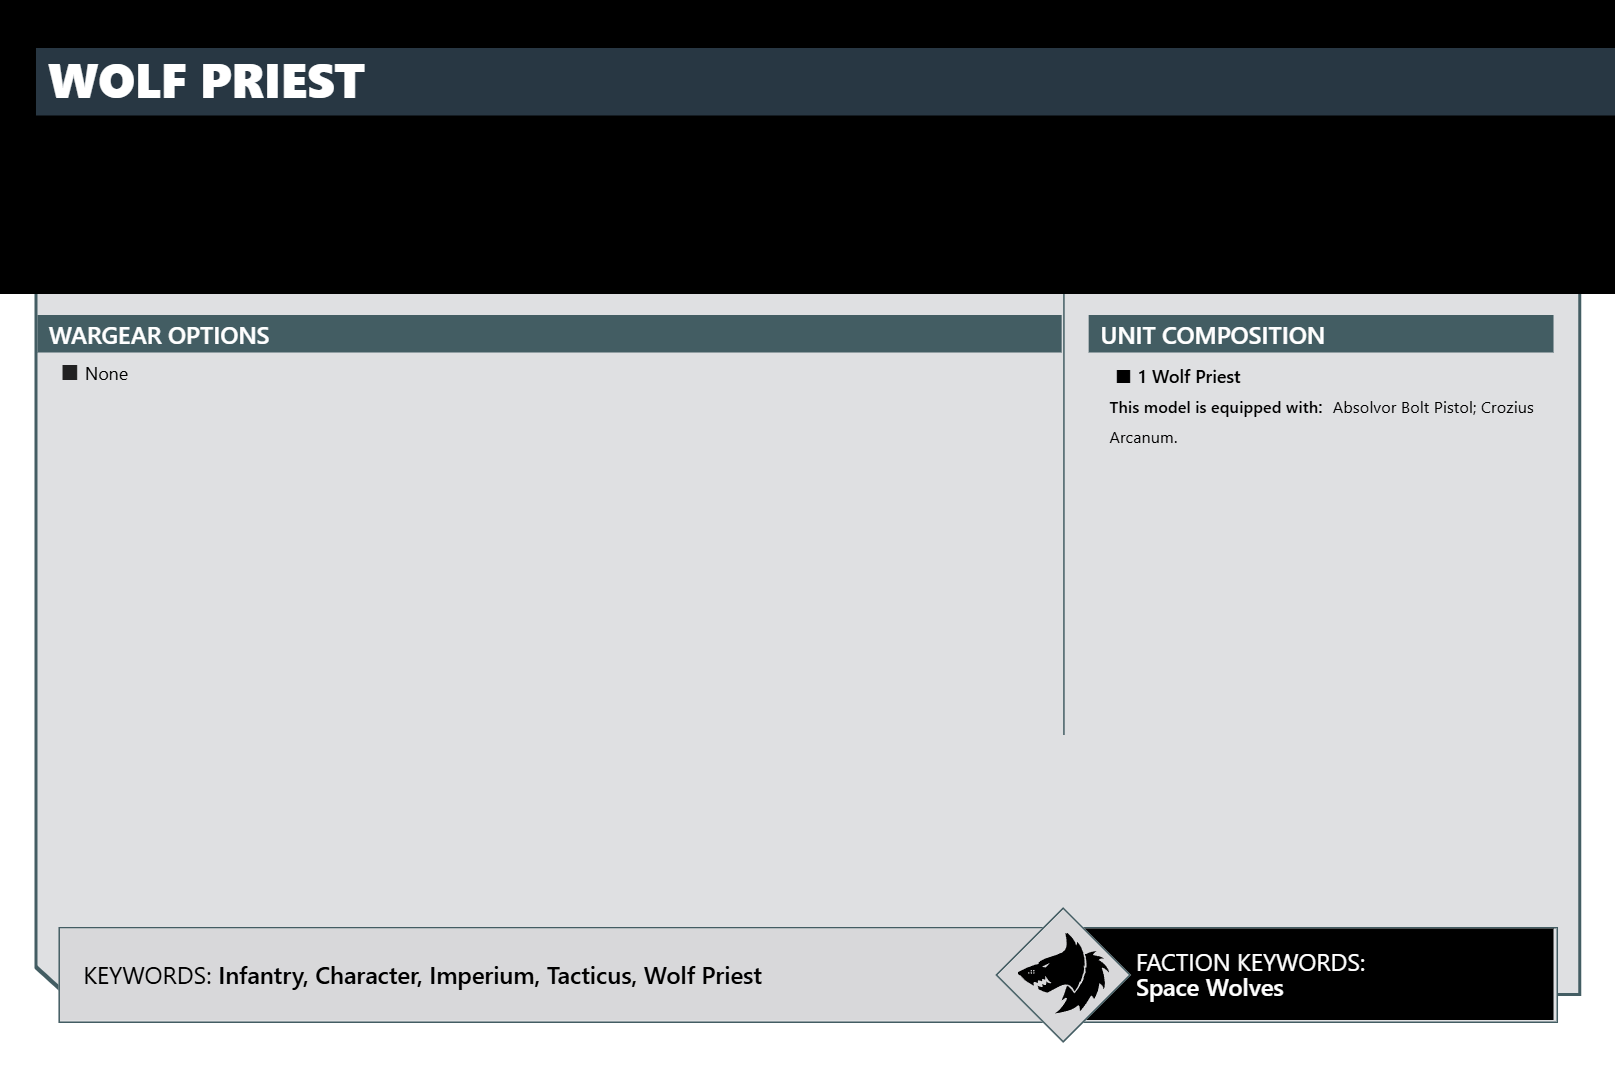 WOLF PRIEST
WARGEAR OPTIONS
None
UNIT COMPOSITION
1 Wolf Priest
This model is equipped with: Absolvor Bolt Pistol; Crozius
Arcanum.
KEYWORDS: Infantry, Character, Imperium, Tacticus, Wolf Priest
FACTION KEYWORDS:
Space Wolves